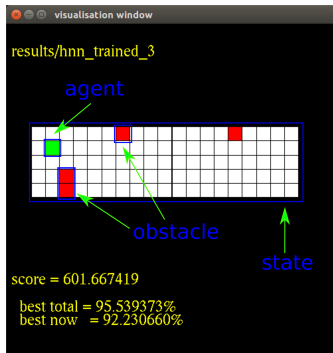 visualisation window
results/hnn_trained_3
agent
obstacle
state
score = 601.667419
best total = 95.539373%
best now = 92.230660%